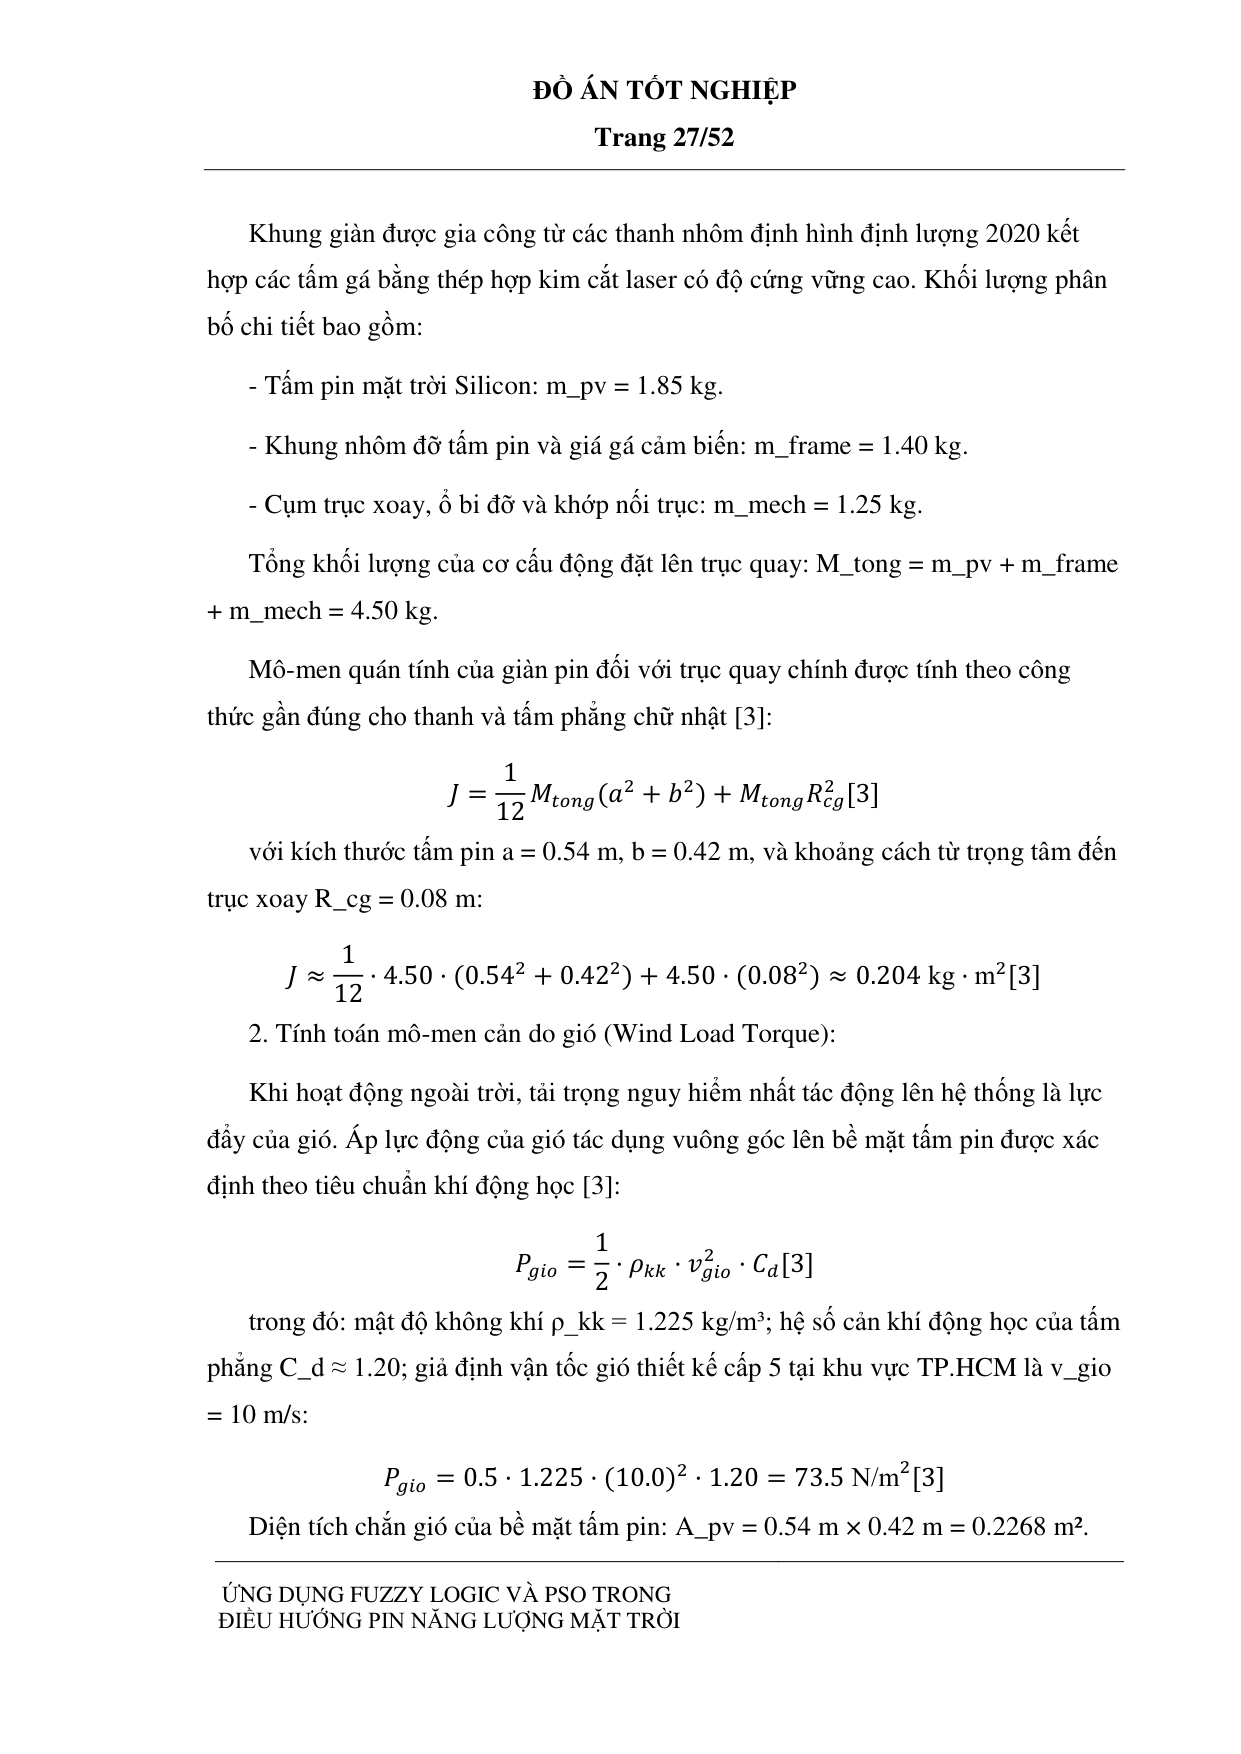 ĐỒ ÁN TỐT NGHIỆP
Trang 27/52
Khung giàn được gia công từ các thanh nhôm định hình định lượng 2020 kết
hợp các tấm gá bằng thép hợp kim cắt laser có độ cứng vững cao. Khối lượng phân
bố chi tiết bao gồm:
- Tấm pin mặt trời Silicon: m_pv = 1.85 kg.
- Khung nhôm đỡ tấm pin và giá gá cảm biến: m_frame = 1.40 kg.
- Cụm trục xoay, ổ bi đỡ và khớp nối trục: m_mech = 1.25 kg.
Tổng khối lượng của cơ cấu động đặt lên trục quay: M_tong = m_pv + m_frame
+ m_mech = 4.50 kg.
Mô-men quán tính của giàn pin đối với trục quay chính được tính theo công
thức gần đúng cho thanh và tấm phẳng chữ nhật [3]:
J = 1/12 M_tong(a² + b²) + M_tong R²_cg[3]
với kích thước tấm pin a = 0.54 m, b = 0.42 m, và khoảng cách từ trọng tâm đến
trục xoay R_cg = 0.08 m:
J ≈ 1/12 · 4.50 · (0.54² + 0.42²) + 4.50 · (0.08²) ≈ 0.204 kg · m²[3]
2. Tính toán mô-men cản do gió (Wind Load Torque):
Khi hoạt động ngoài trời, tải trọng nguy hiểm nhất tác động lên hệ thống là lực
đẩy của gió. Áp lực động của gió tác dụng vuông góc lên bề mặt tấm pin được xác
định theo tiêu chuẩn khí động học [3]:
P_gio = 1/2 · ρ_kk · v²_gio · C_d[3]
trong đó: mật độ không khí ρ_kk = 1.225 kg/m³; hệ số cản khí động học của tấm
phẳng C_d ≈ 1.20; giả định vận tốc gió thiết kế cấp 5 tại khu vực TP.HCM là v_gio
= 10 m/s:
P_gio = 0.5 · 1.225 · (10.0)² · 1.20 = 73.5 N/m²[3]
Diện tích chắn gió của bề mặt tấm pin: A_pv = 0.54 m × 0.42 m = 0.2268 m².
ỨNG DỤNG FUZZY LOGIC VÀ PSO TRONG
ĐIỀU HƯỚNG PIN NĂNG LƯỢNG MẶT TRỜI